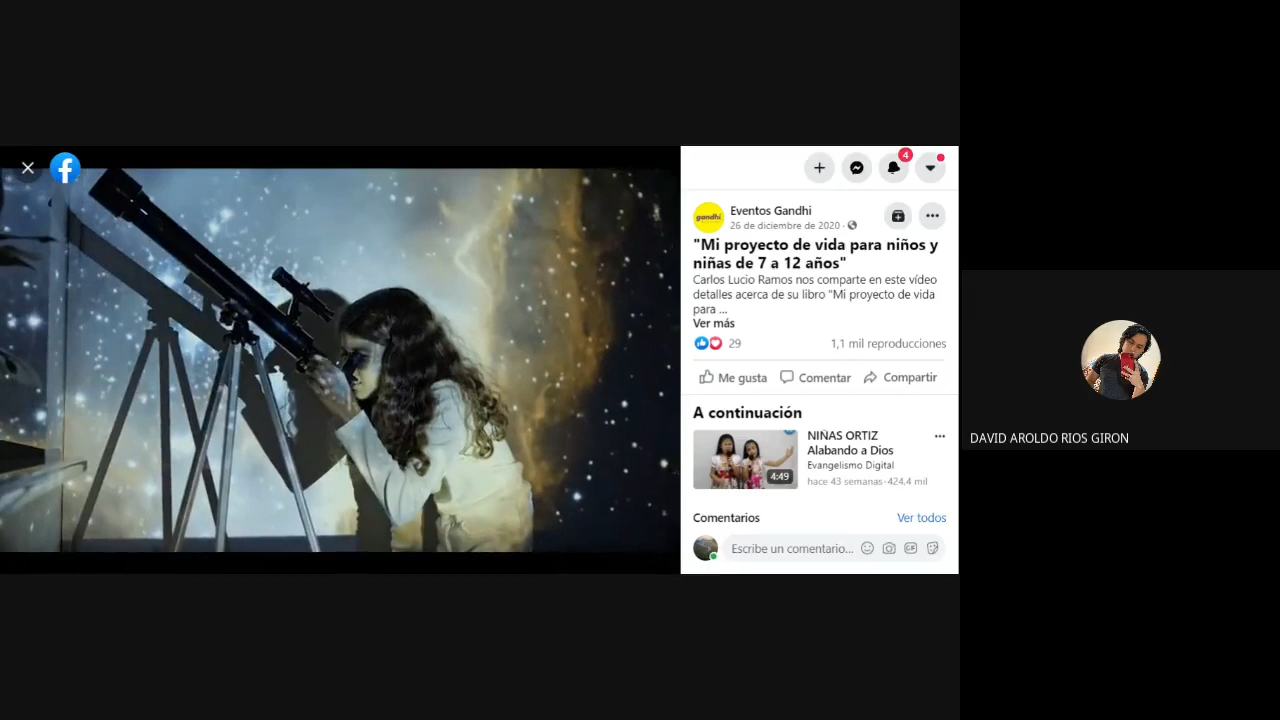 4
gandhi
Eventos Gandhi
26 de diciembre de 2020 ·
"Mi proyecto de vida para niños y
niñas de 7 a 12 años"
Carlos Lucio Ramos nos comparte en este vídeo
detalles acerca de su libro "Mi proyecto de vida
para ...
Ver más
29
1,1 mil reproducciones
Me gusta
Comentar
Compartir
A continuación
NIÑAS ORTIZ
Alabando a Dios
Evangelismo Digital
4:49
hace 43 semanas · 424,4 mil
Comentarios
Ver todos
Escribe un comentario...
GIF
DAVID AROLDO RIOS GIRON